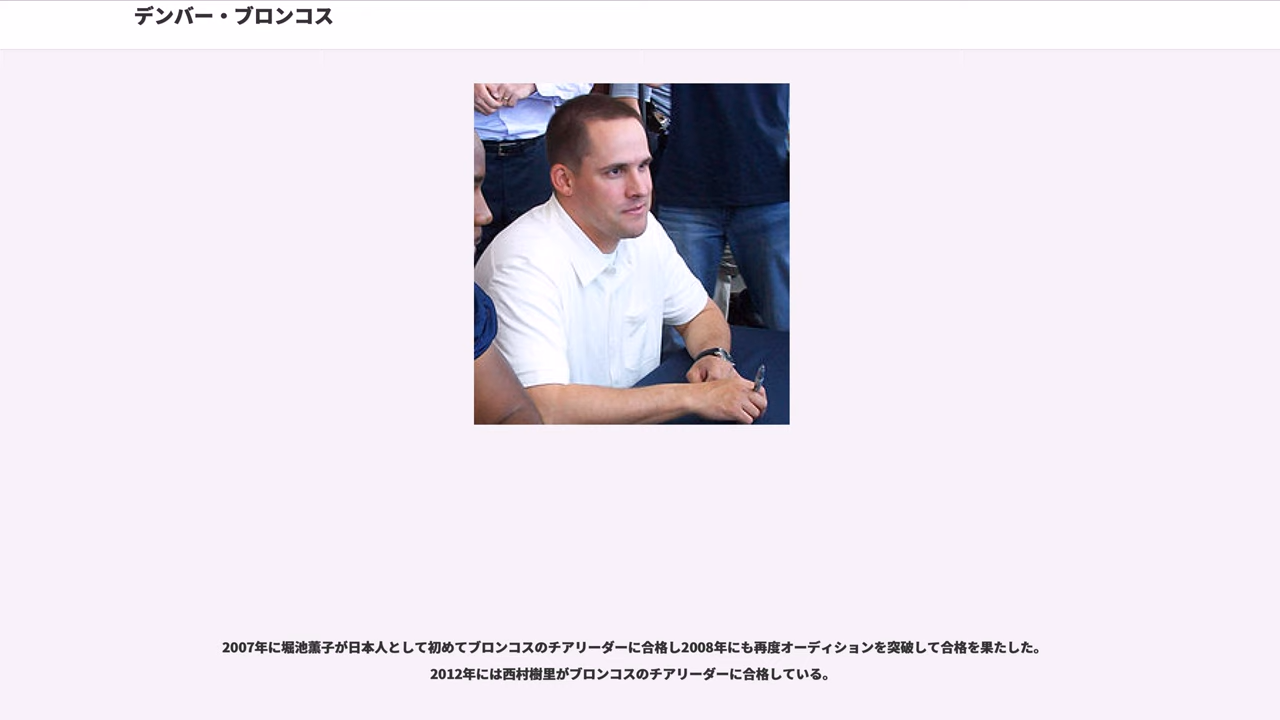 デンバー・ブロンコス
2007年に堀池薫子が日本人として初めてブロンコスのチアリーダーに合格し2008年にも再度オーディションを突破して合格を果たした。
2012年には西村樹里がブロンコスのチアリーダーに合格している。